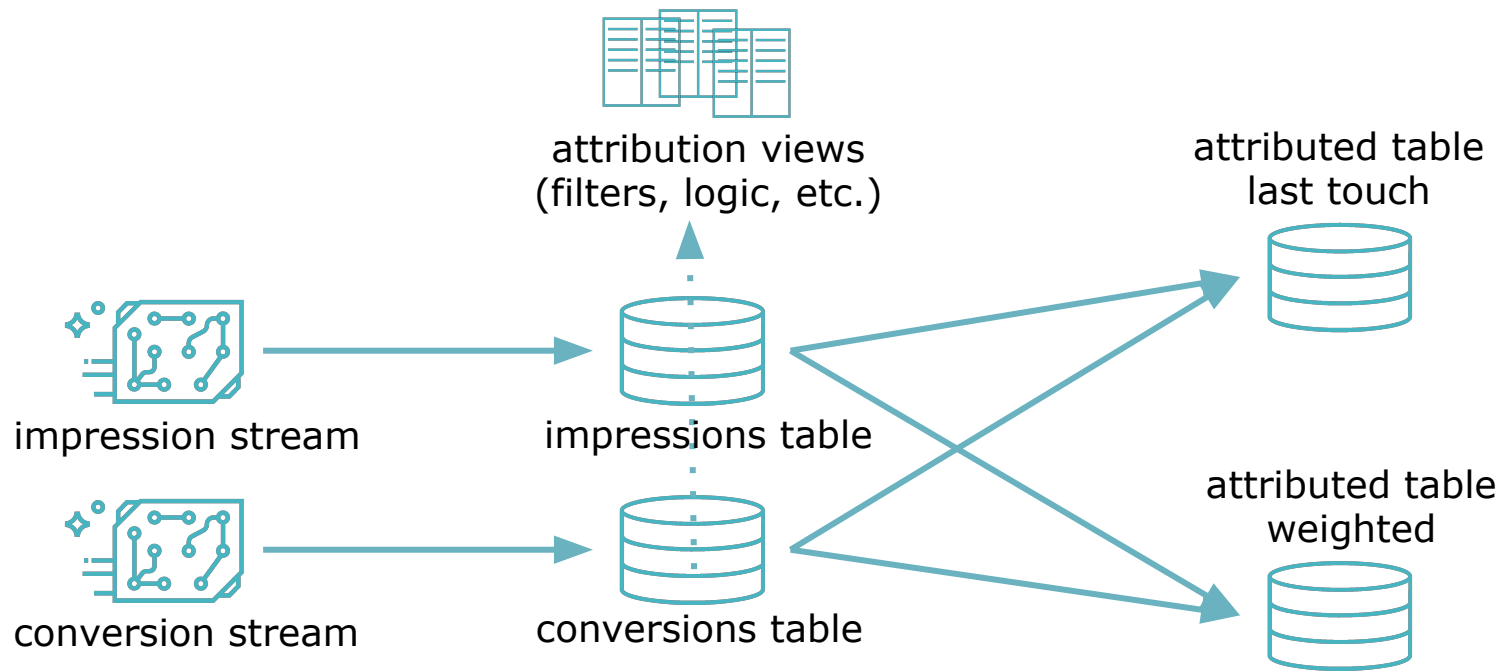 attribution views
(filters, logic, etc.)
attributed table
last touch
impression stream
impressions table
attributed table
weighted
conversion stream
conversions table